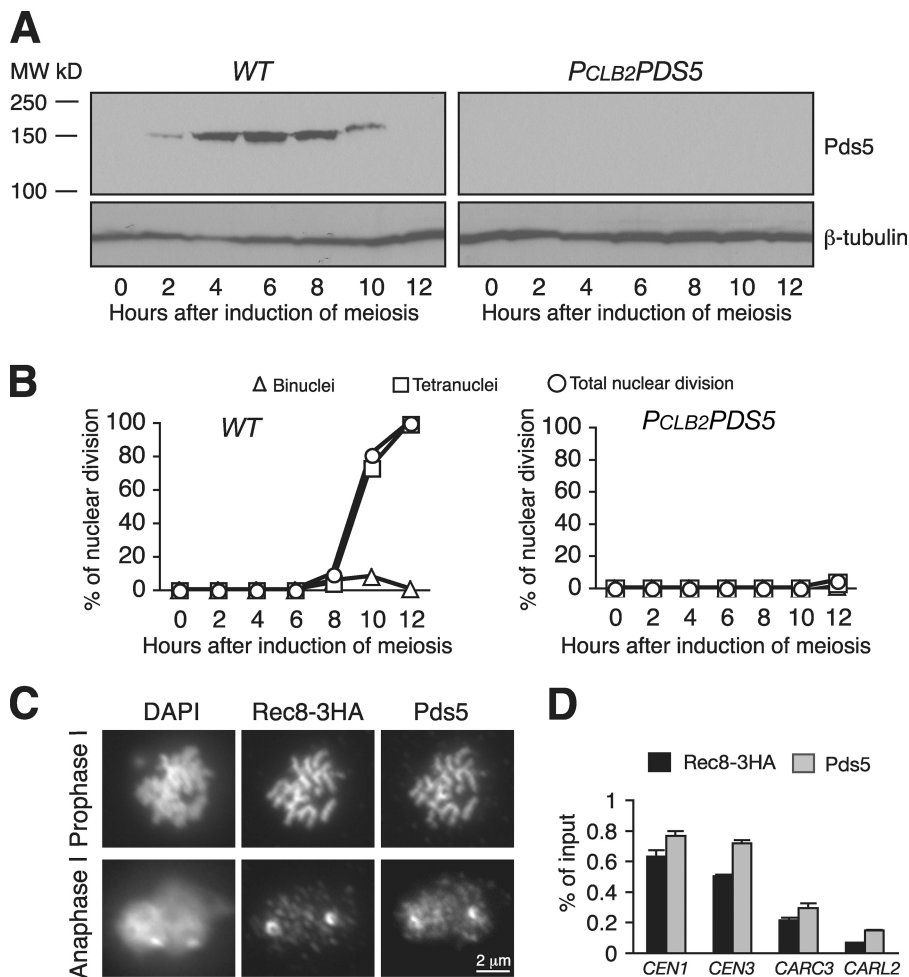 A
MW kD
WT
PCLB2PDS5
250
150
100
Pds5
β-tubulin
0 2 4 6 8 10 12
Hours after induction of meiosis
0 2 4 6 8 10 12
Hours after induction of meiosis
B
Binuclei
Tetranuclei
Total nuclear division
WT
% of nuclear division
100
80
60
40
20
0
0 2 4 6 8 10 12
Hours after induction of meiosis
PCLB2PDS5
% of nuclear division
100
80
60
40
20
0
0 2 4 6 8 10 12
Hours after induction of meiosis
C
DAPI
Rec8-3HA
Pds5
Prophase I
Anaphase I
2 μm
D
Rec8-3HA
Pds5
% of input
1
0.8
0.6
0.4
0.2
0
CEN1 CEN3 CARC3 CARL2